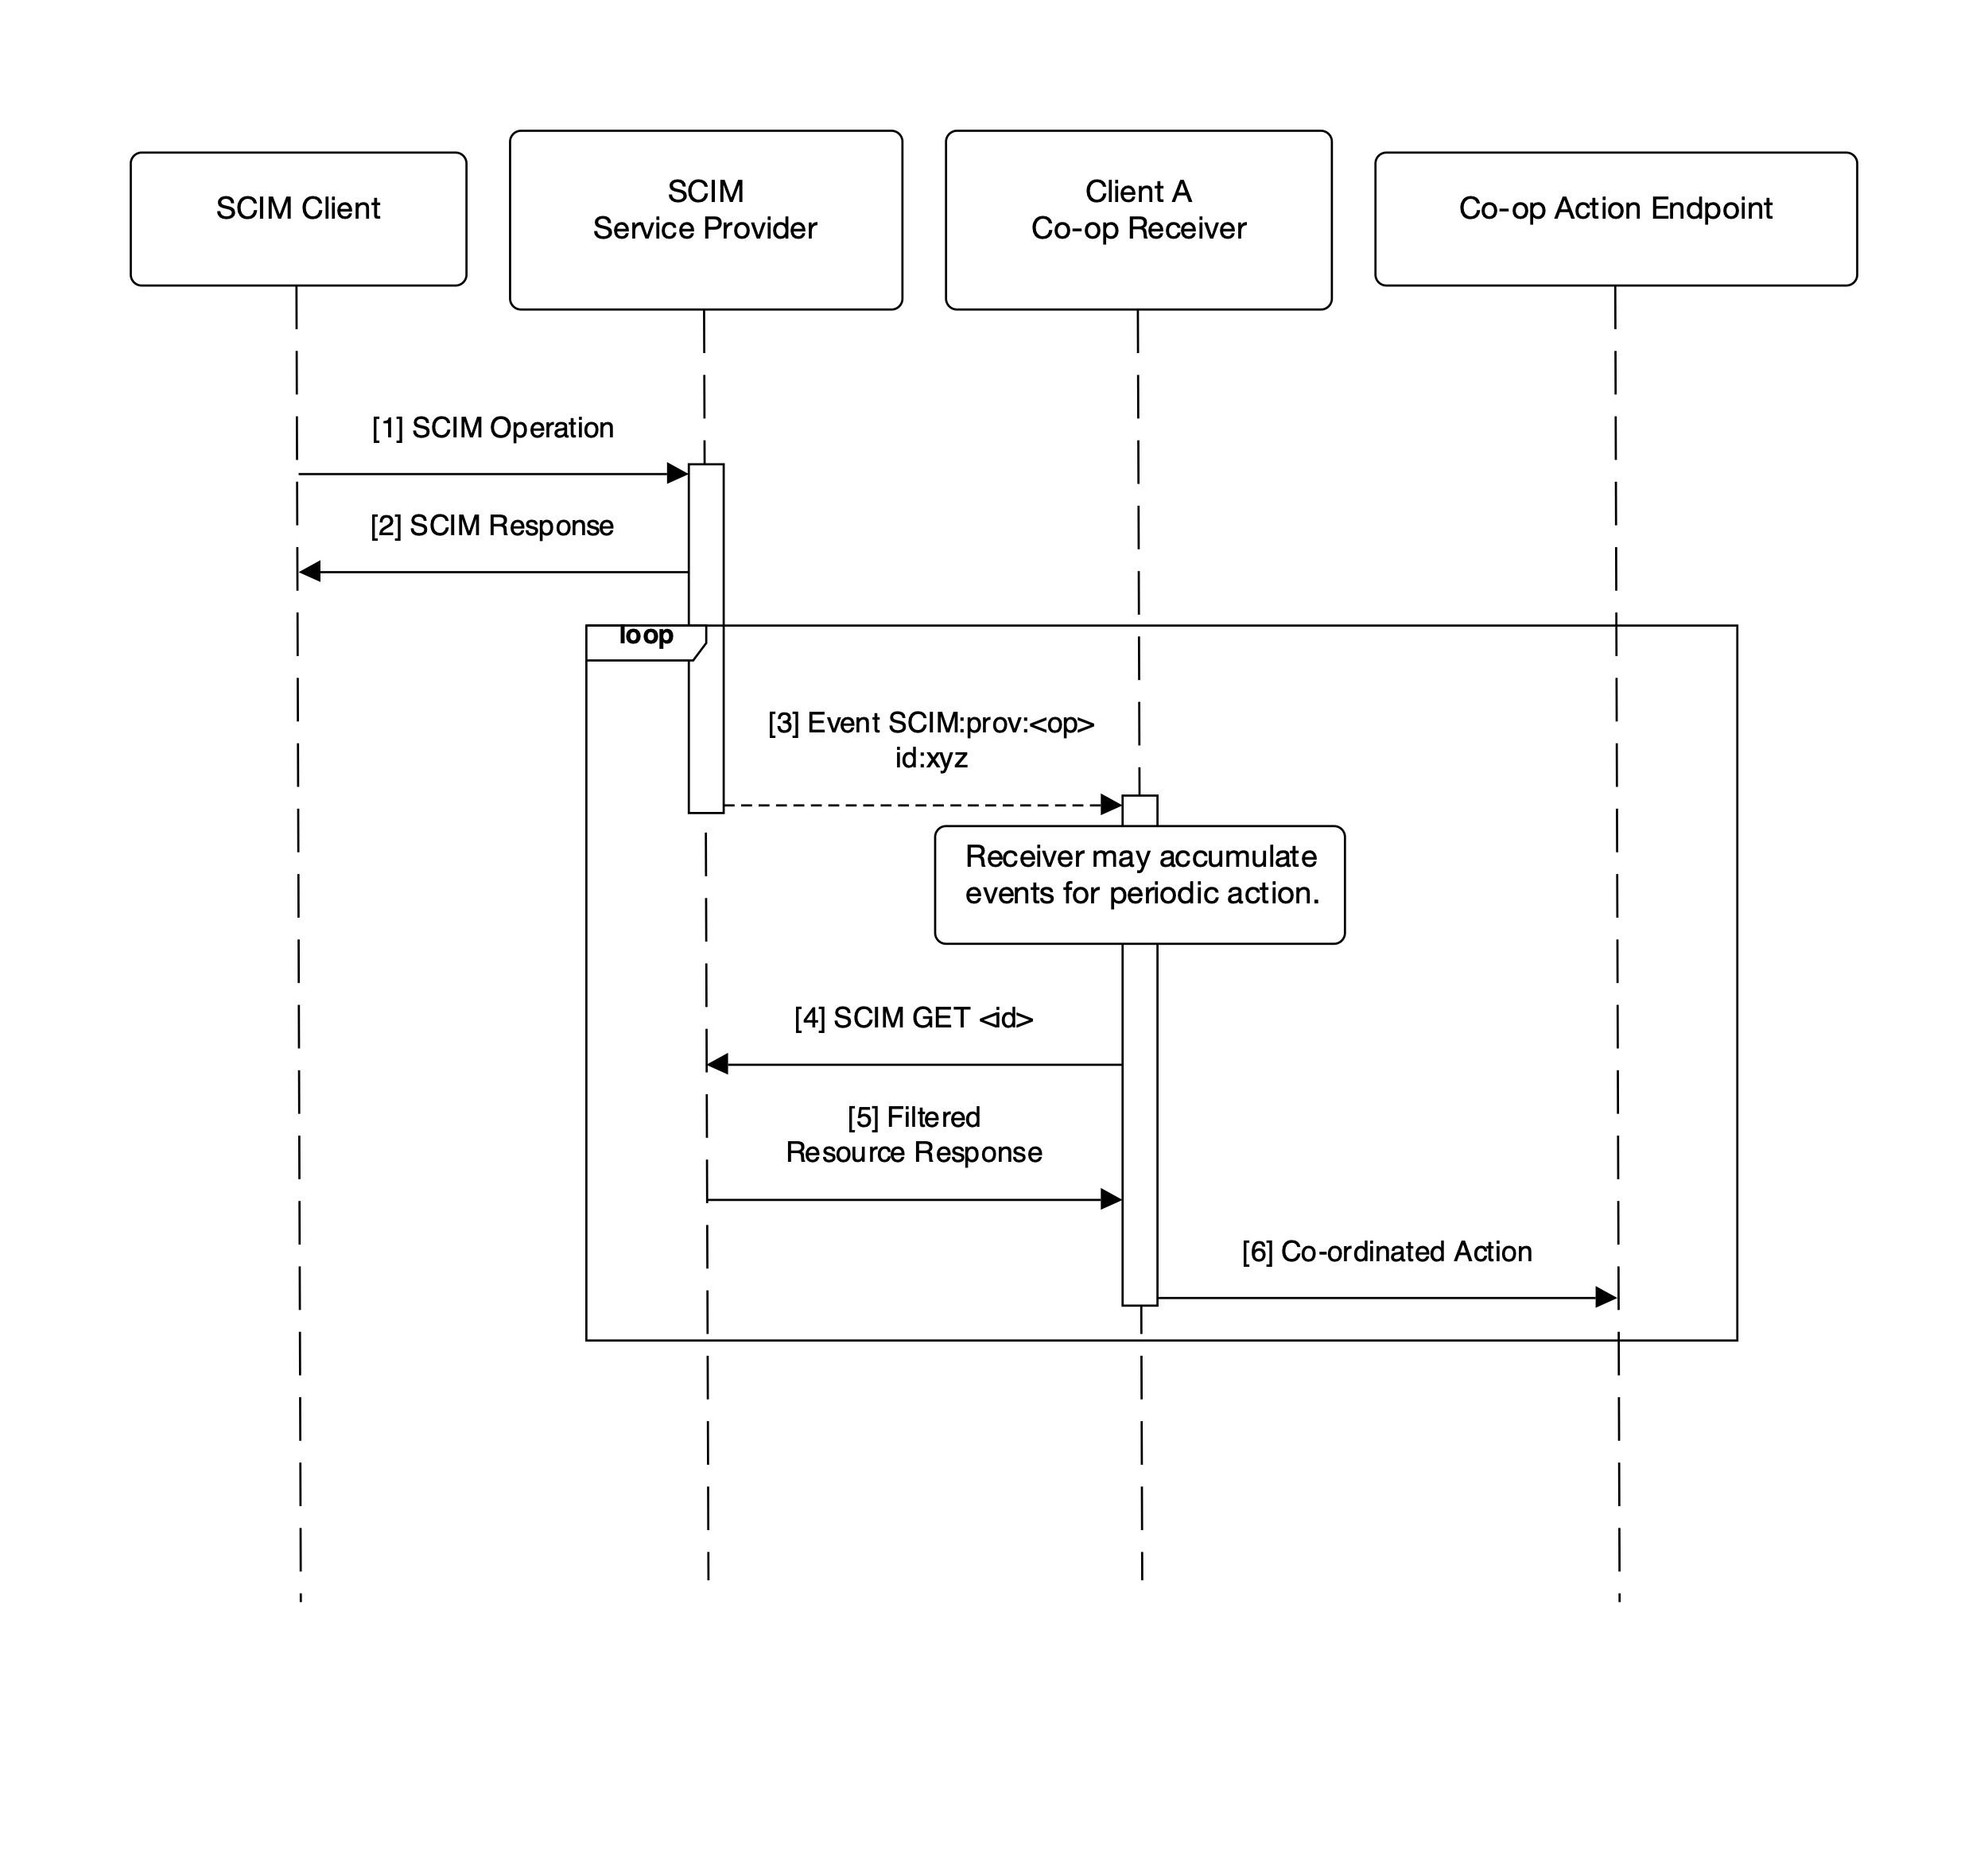 SCIM Client
SCIM
Service Provider
Client A
Co-op Receiver
Co-op Action Endpoint
[1] SCIM Operation
[2] SCIM Response
loop
[3] Event SCIM:prov:<op>
id:xyz
Receiver may accumulate
events for periodic action.
[4] SCIM GET <id>
[5] Filtered
Resource Response
[6] Co-ordinated Action